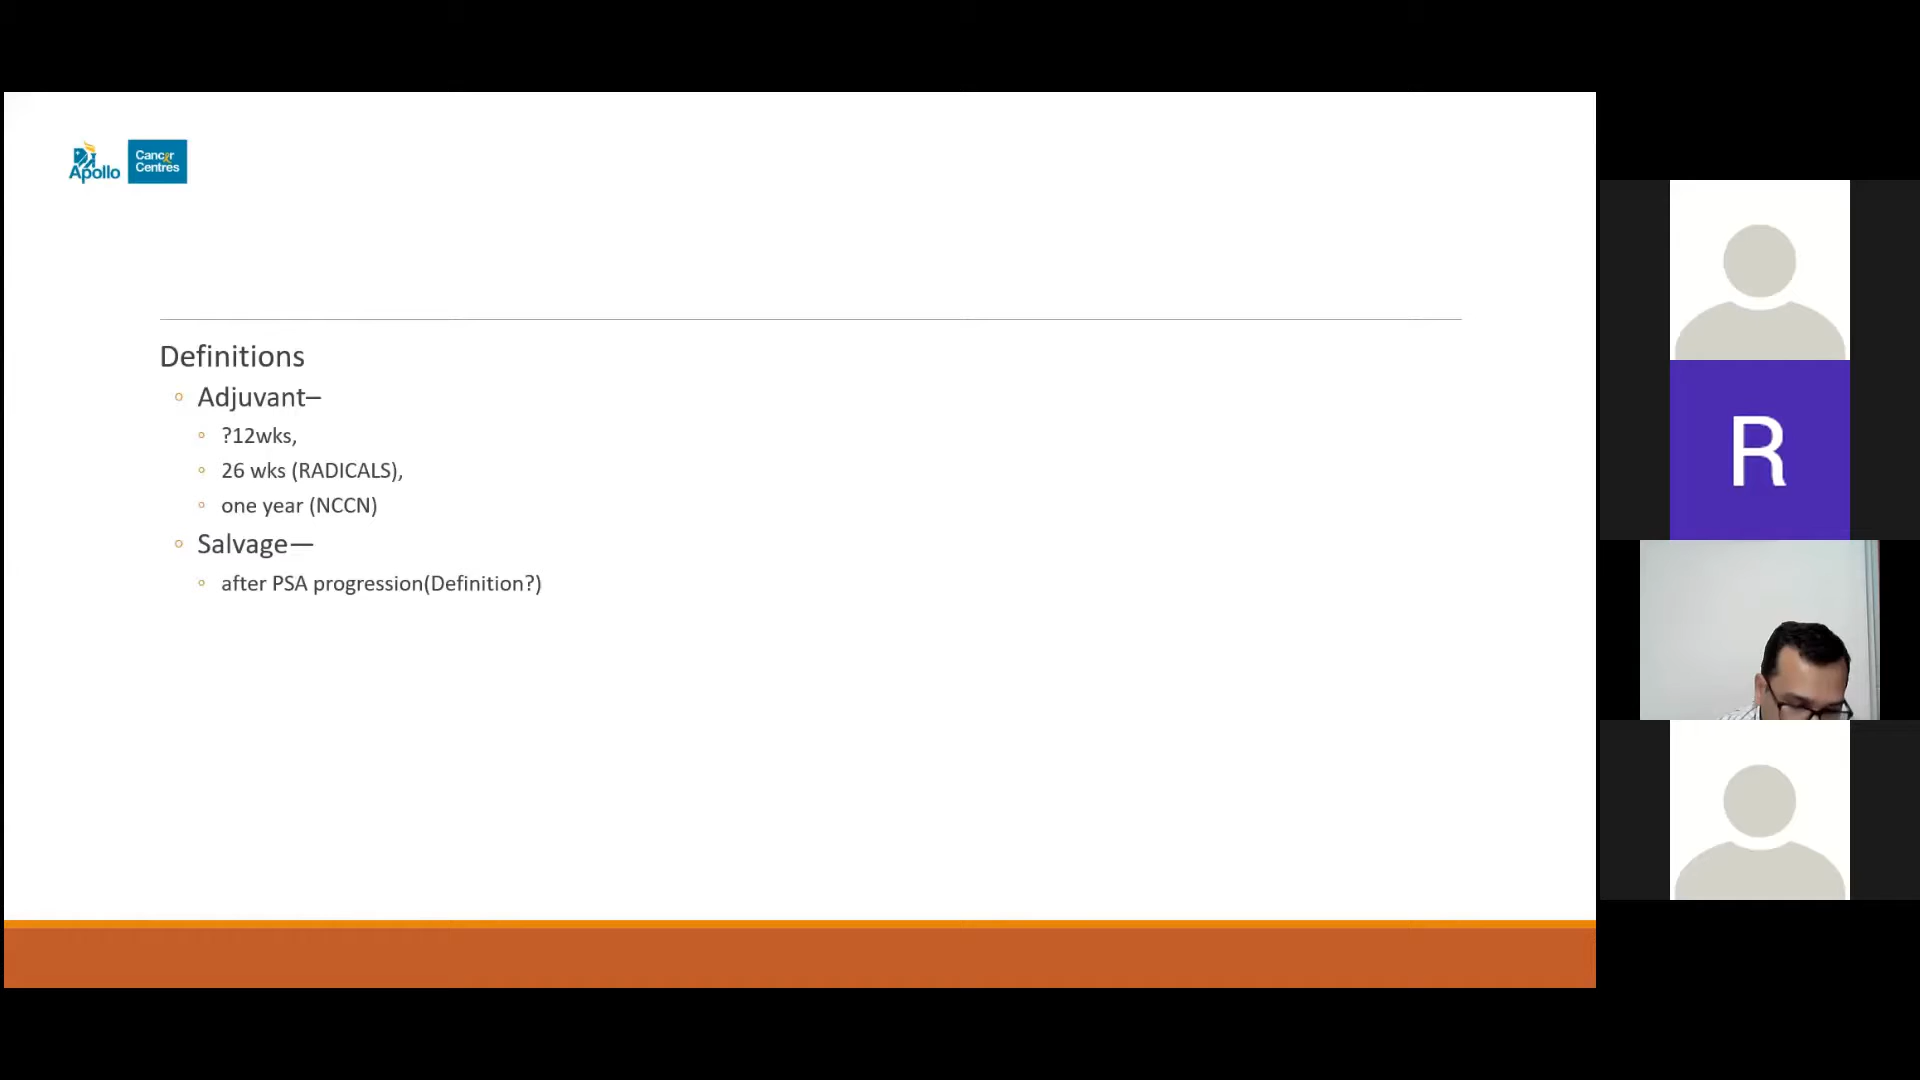 Apollo
Cancer
Centres
Definitions
Adjuvant–
?12wks,
26 wks (RADICALS),
one year (NCCN)
Salvage—
after PSA progression(Definition?)
R